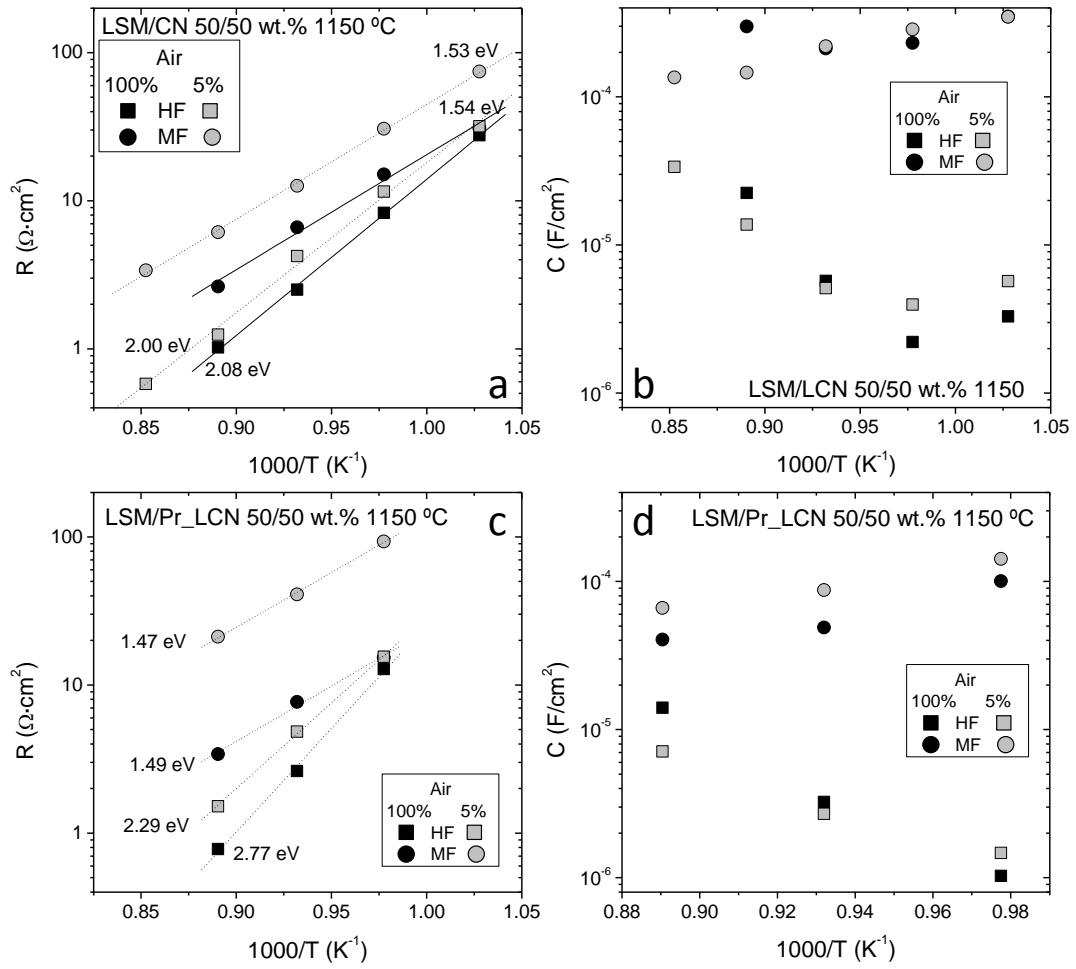 LSM/CN 50/50 wt.% 1150 ºC
Air
100% 5%
HF
MF
1.53 eV
1.54 eV
2.00 eV
2.08 eV
a
100
10
1
R (Ω·cm²)
0.85 0.90 0.95 1.00 1.05
1000/T (K⁻¹)
Air
100% 5%
HF
MF
b
LSM/LCN 50/50 wt.% 1150
10⁻⁴
10⁻⁵
10⁻⁶
C (F/cm²)
0.85 0.90 0.95 1.00 1.05
1000/T (K⁻¹)
LSM/Pr_LCN 50/50 wt.% 1150 ºC
c
1.47 eV
1.49 eV
2.29 eV
2.77 eV
Air
100% 5%
HF
MF
100
10
1
R (Ω·cm²)
0.85 0.90 0.95 1.00 1.05
1000/T (K⁻¹)
d
LSM/Pr_LCN 50/50 wt.% 1150 ºC
Air
100% 5%
HF
MF
10⁻⁴
10⁻⁵
10⁻⁶
C (F/cm²)
0.88 0.90 0.92 0.94 0.96 0.98
1000/T (K⁻¹)